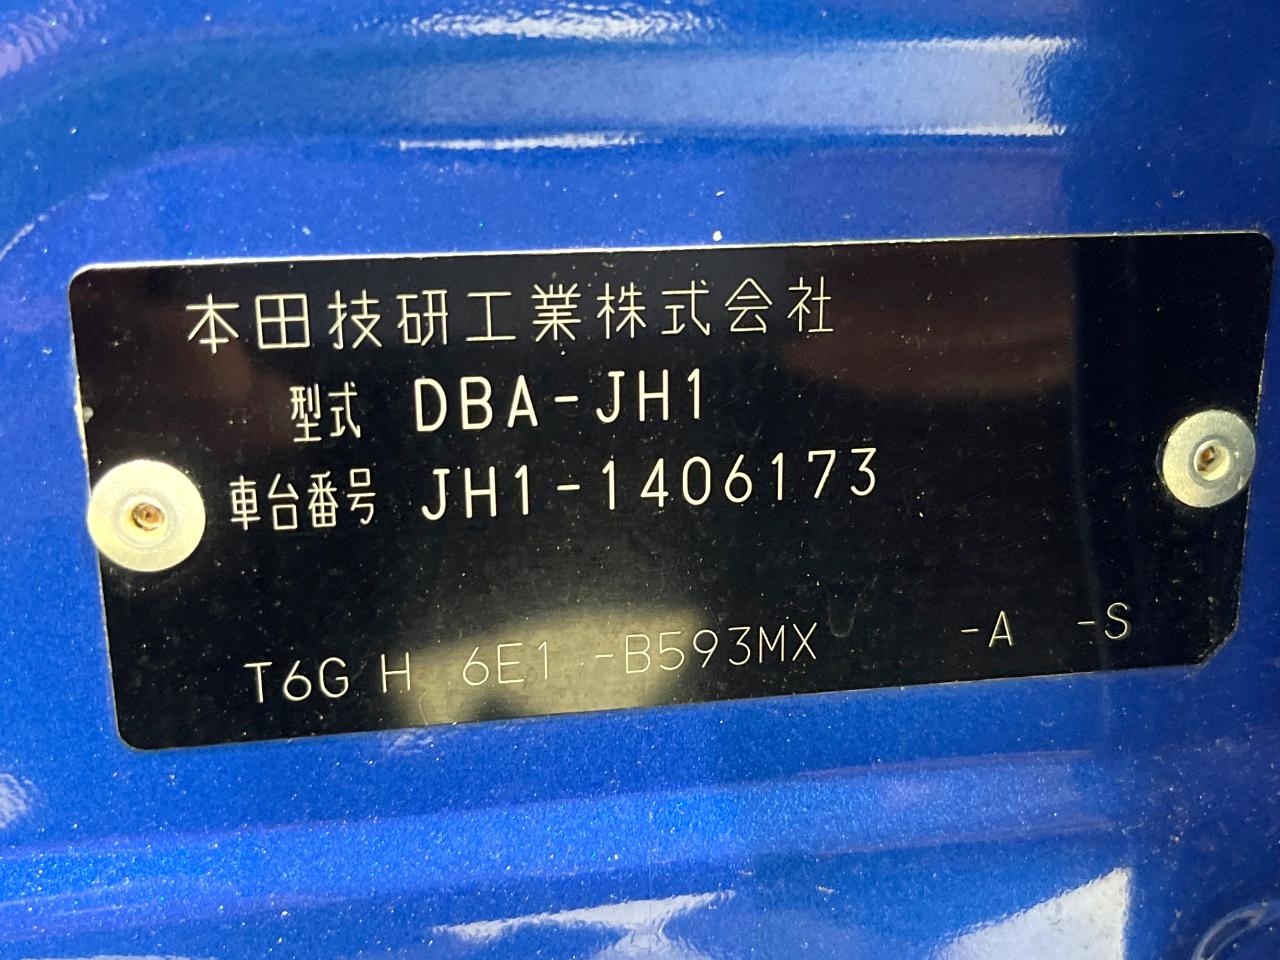 本田技研工業株式会社
型式 DBA-JH1
車台番号 JH1-1406173
T6G H 6E1 -B593MX -A -S